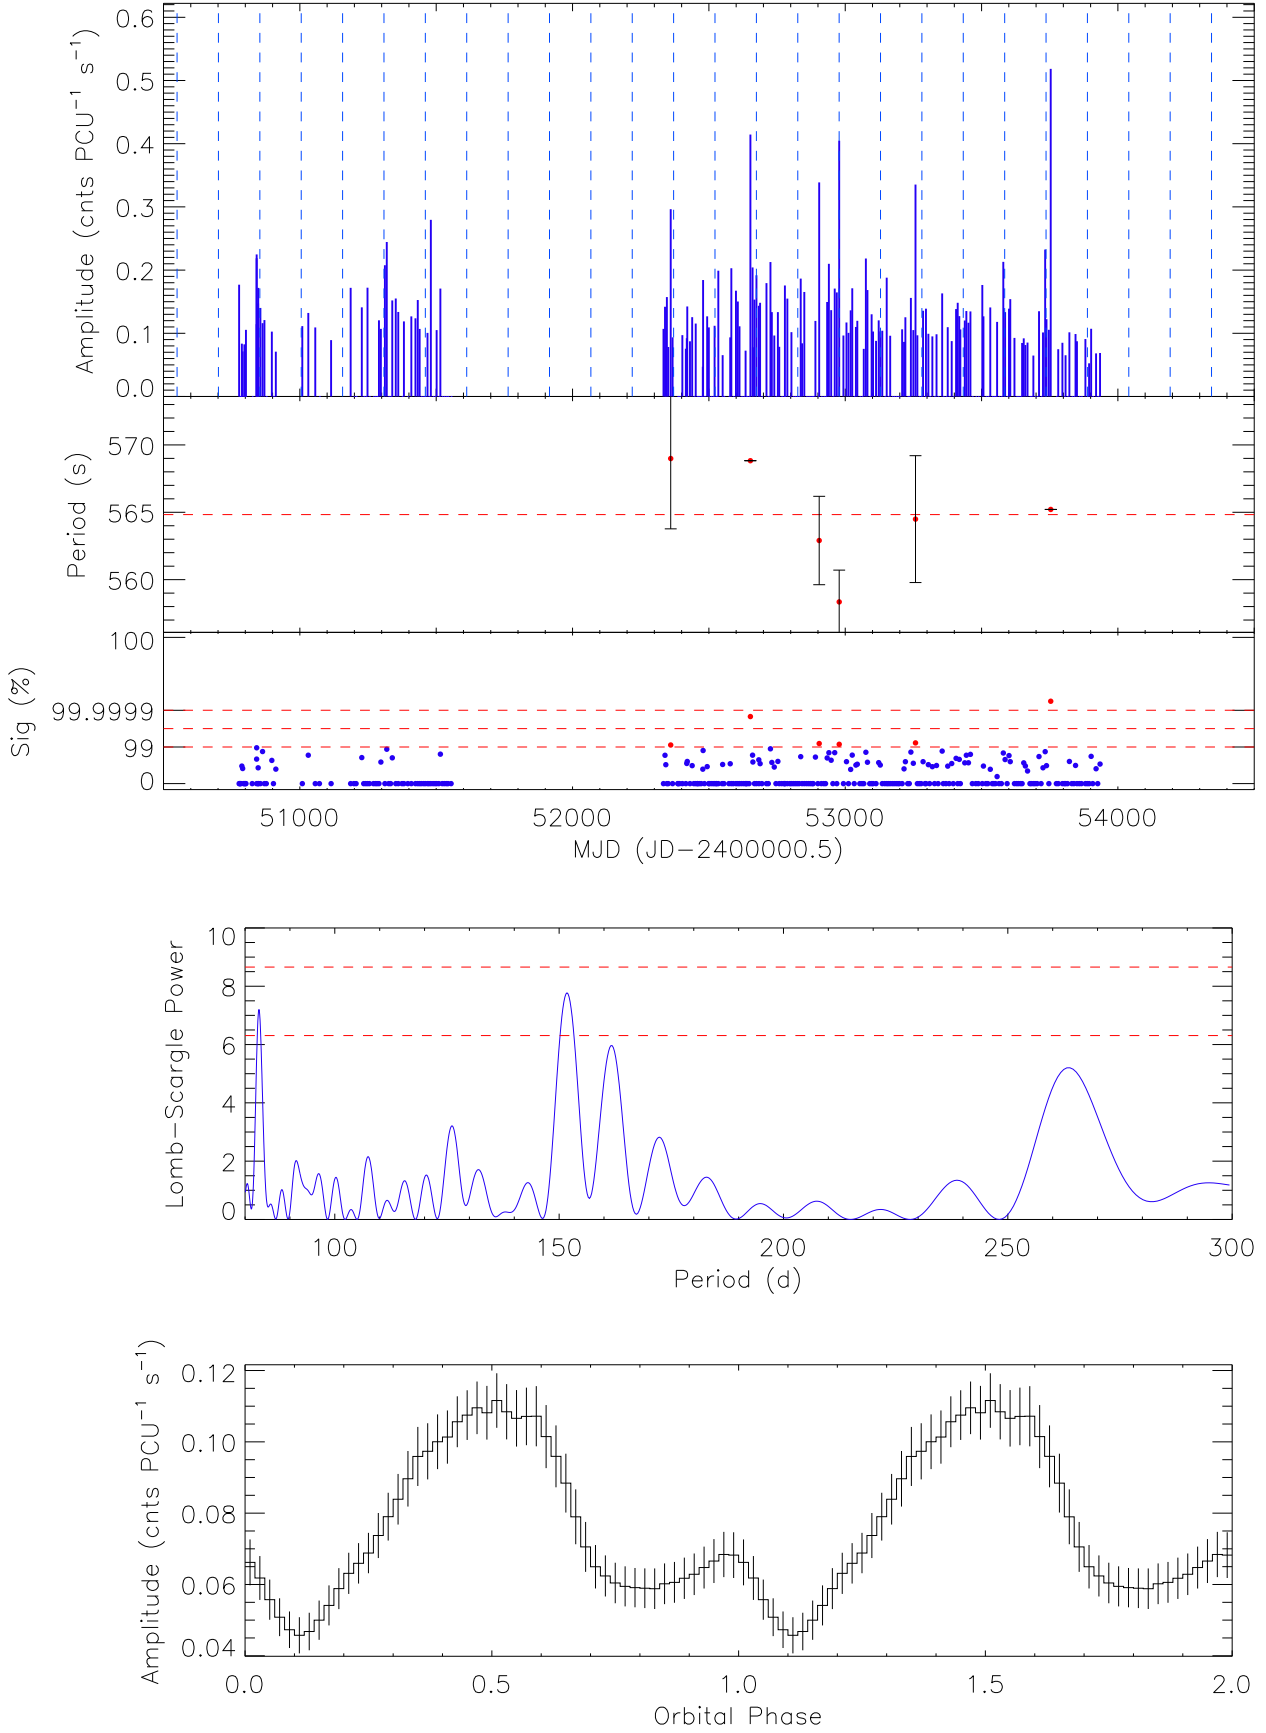 Amplitude (cnts PCU⁻¹ s⁻¹)
0.6
0.5
0.4
0.3
0.2
0.1
0.0
Period (s)
570
565
560
Sig (%)
100
99.9999
99
0
51000 52000 53000 54000
MJD (JD-2400000.5)
Lomb-Scargle Power
10
8
6
4
2
0
100 150 200 250 300
Period (d)
Amplitude (cnts PCU⁻¹ s⁻¹)
0.12
0.10
0.08
0.06
0.04
0.0 0.5 1.0 1.5 2.0
Orbital Phase